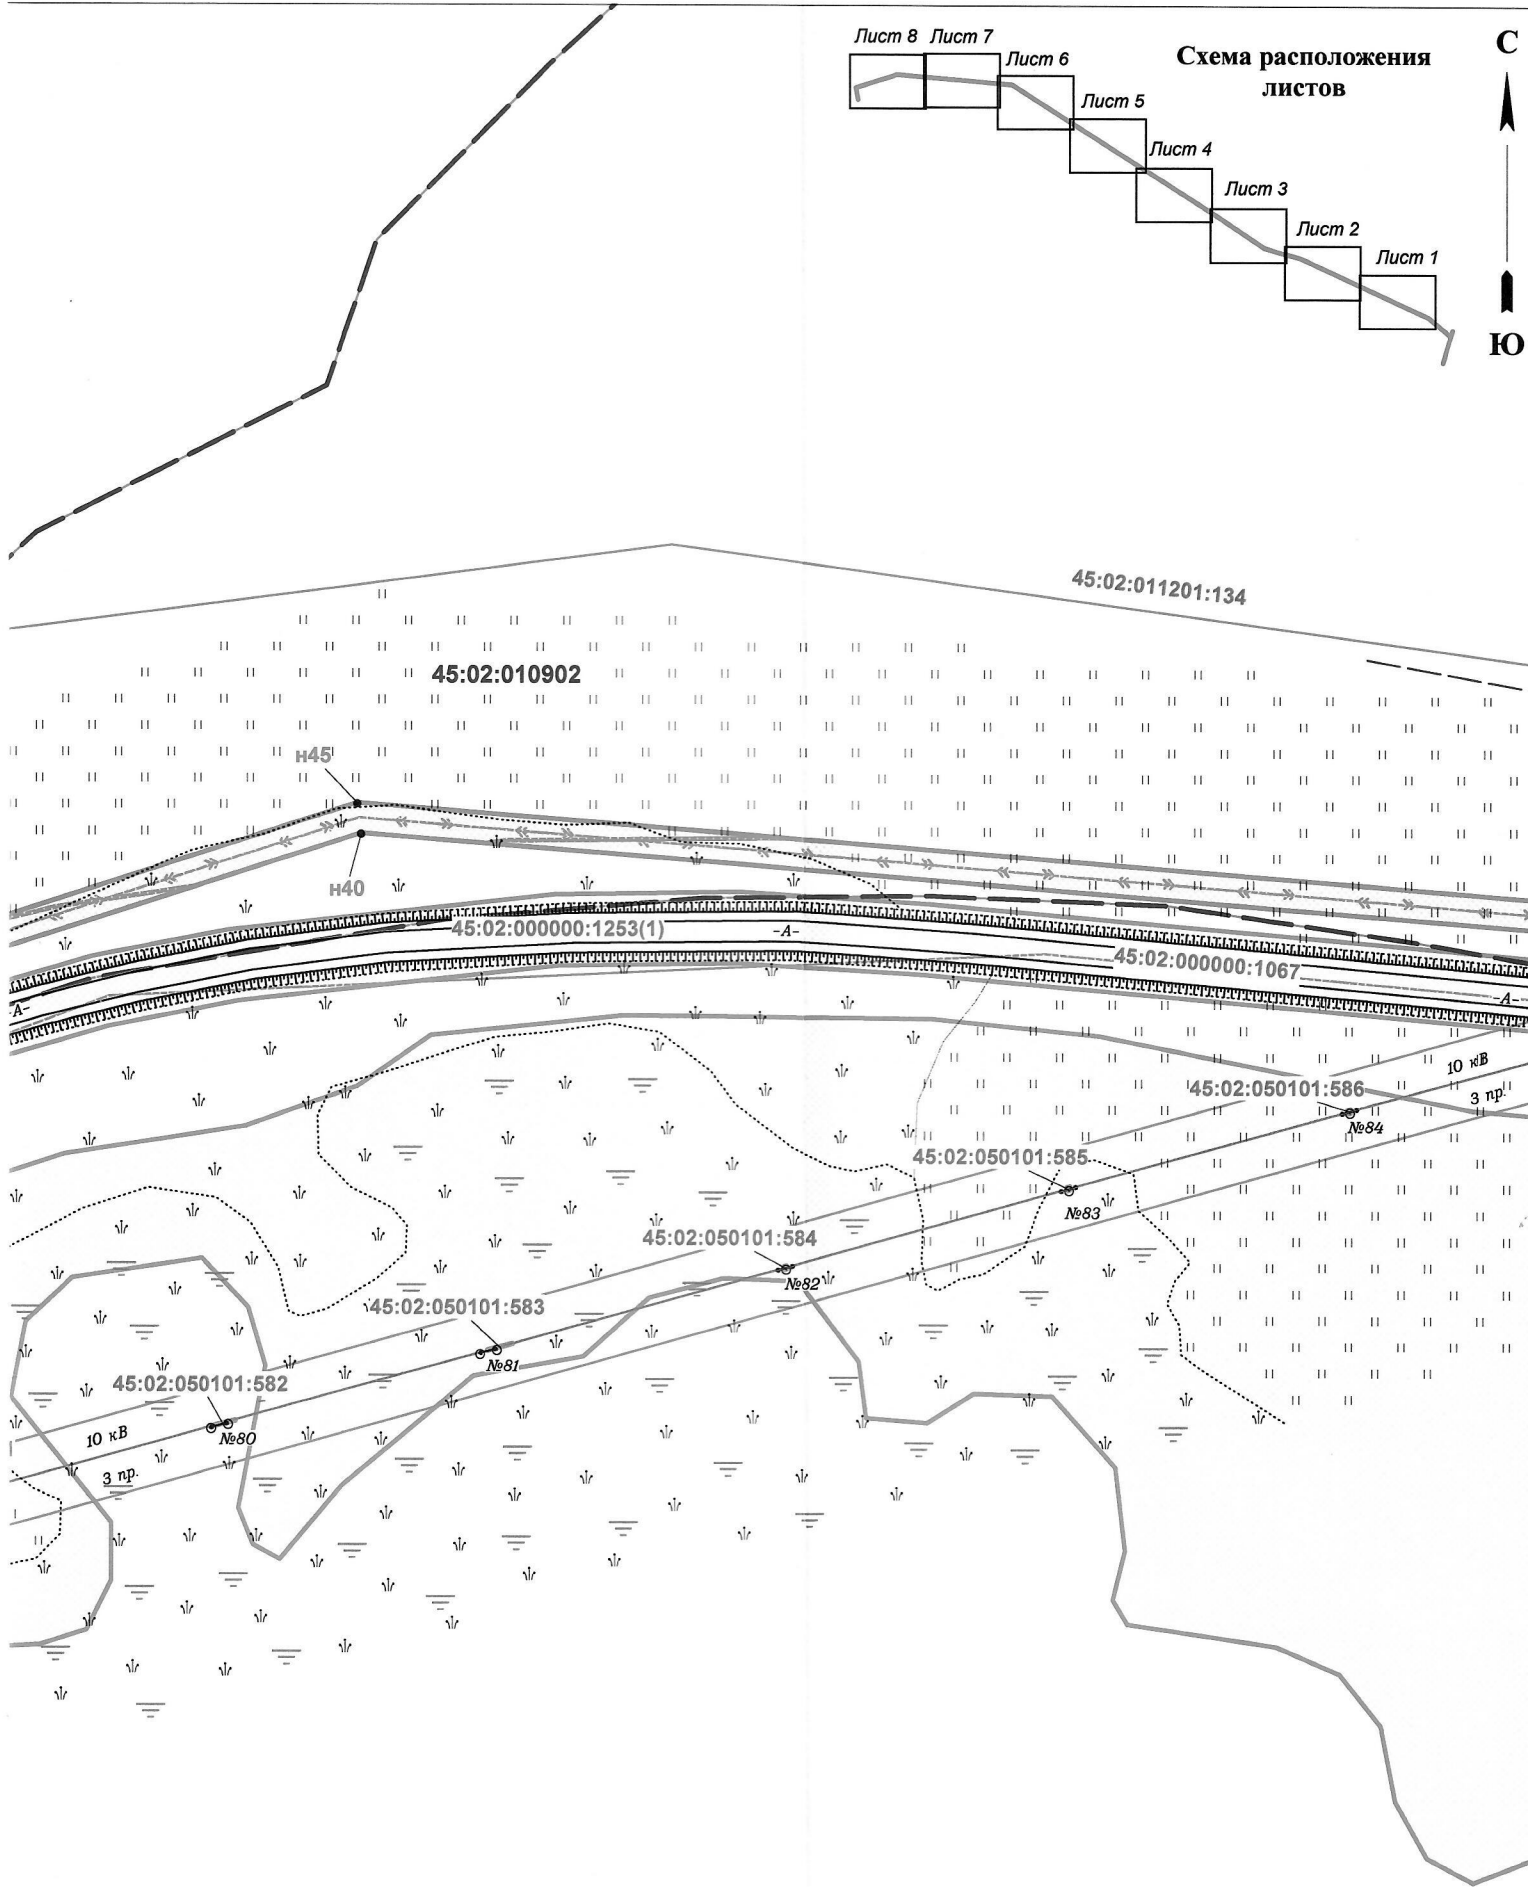 Лист 8
Лист 7
Лист 6
Лист 5
Лист 4
Лист 3
Лист 2
Лист 1
Схема расположения
листов
С
Ю
45:02:011201:134
45:02:010902
н45
н40
45:02:000000:1253(1)
-А-
45:02:000000:1067
-А-
А-
10 кВ
3 пр.
45:02:050101:586
№84
45:02:050101:585
№83
45:02:050101:584
№82
45:02:050101:583
№81
45:02:050101:582
№80
10 кВ
3 пр.